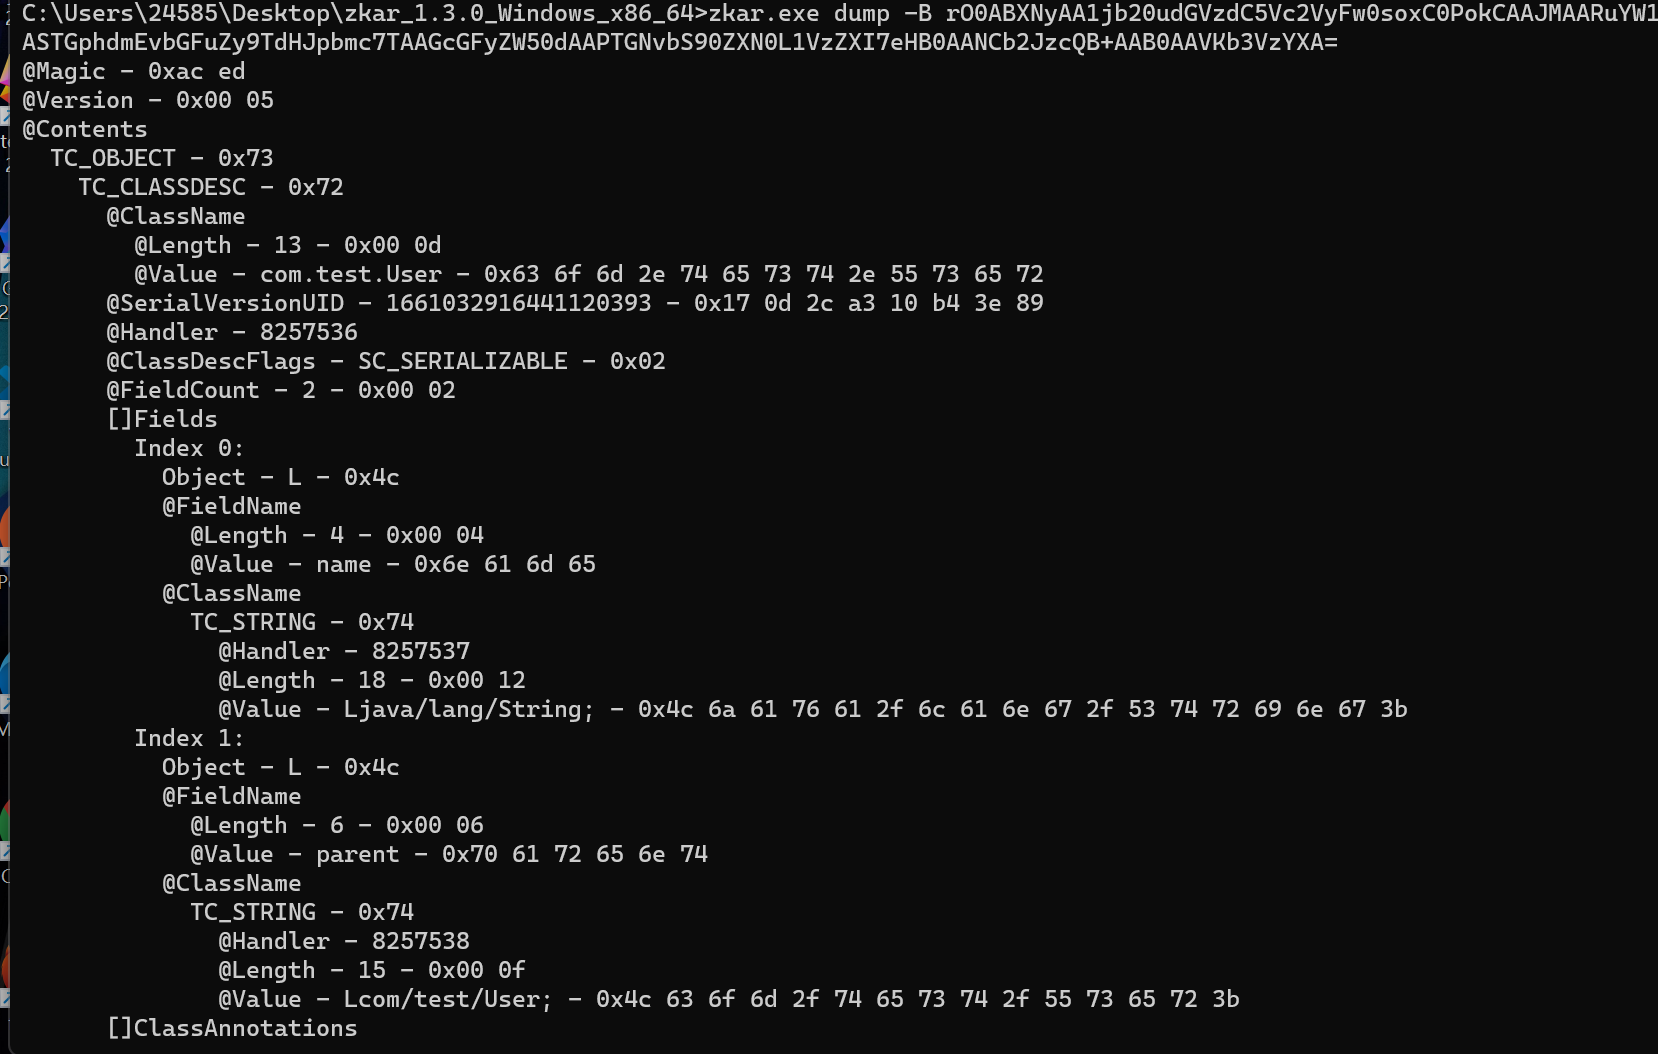 C:\Users\24585\Desktop\zkar_1.3.0_Windows_x86_64>zkar.exe dump -B rO0ABXNyAA1jb20udGVzdC5Vc2VyFw0soxC0PokCAAJMAARuYW1
ASTGphdmEvbGFuZy9TdHJpbmc7TAAGcGFyZW50dAAPTGNvbS90ZXN0L1VzZXI7eHB0AANCb2JzcQB+AAB0AAVKb3VzYXA=
@Magic - 0xac ed
@Version - 0x00 05
@Contents
TC_OBJECT - 0x73
TC_CLASSDESC - 0x72
@ClassName
@Length - 13 - 0x00 0d
@Value - com.test.User - 0x63 6f 6d 2e 74 65 73 74 2e 55 73 65 72
@SerialVersionUID - 1661032916441120393 - 0x17 0d 2c a3 10 b4 3e 89
@Handler - 8257536
@ClassDescFlags - SC_SERIALIZABLE - 0x02
@FieldCount - 2 - 0x00 02
[]Fields
Index 0:
Object - L - 0x4c
@FieldName
@Length - 4 - 0x00 04
@Value - name - 0x6e 61 6d 65
@ClassName
TC_STRING - 0x74
@Handler - 8257537
@Length - 18 - 0x00 12
@Value - Ljava/lang/String; - 0x4c 6a 61 76 61 2f 6c 61 6e 67 2f 53 74 72 69 6e 67 3b
Index 1:
Object - L - 0x4c
@FieldName
@Length - 6 - 0x00 06
@Value - parent - 0x70 61 72 65 6e 74
@ClassName
TC_STRING - 0x74
@Handler - 8257538
@Length - 15 - 0x00 0f
@Value - Lcom/test/User; - 0x4c 63 6f 6d 2f 74 65 73 74 2f 55 73 65 72 3b
[]ClassAnnotations